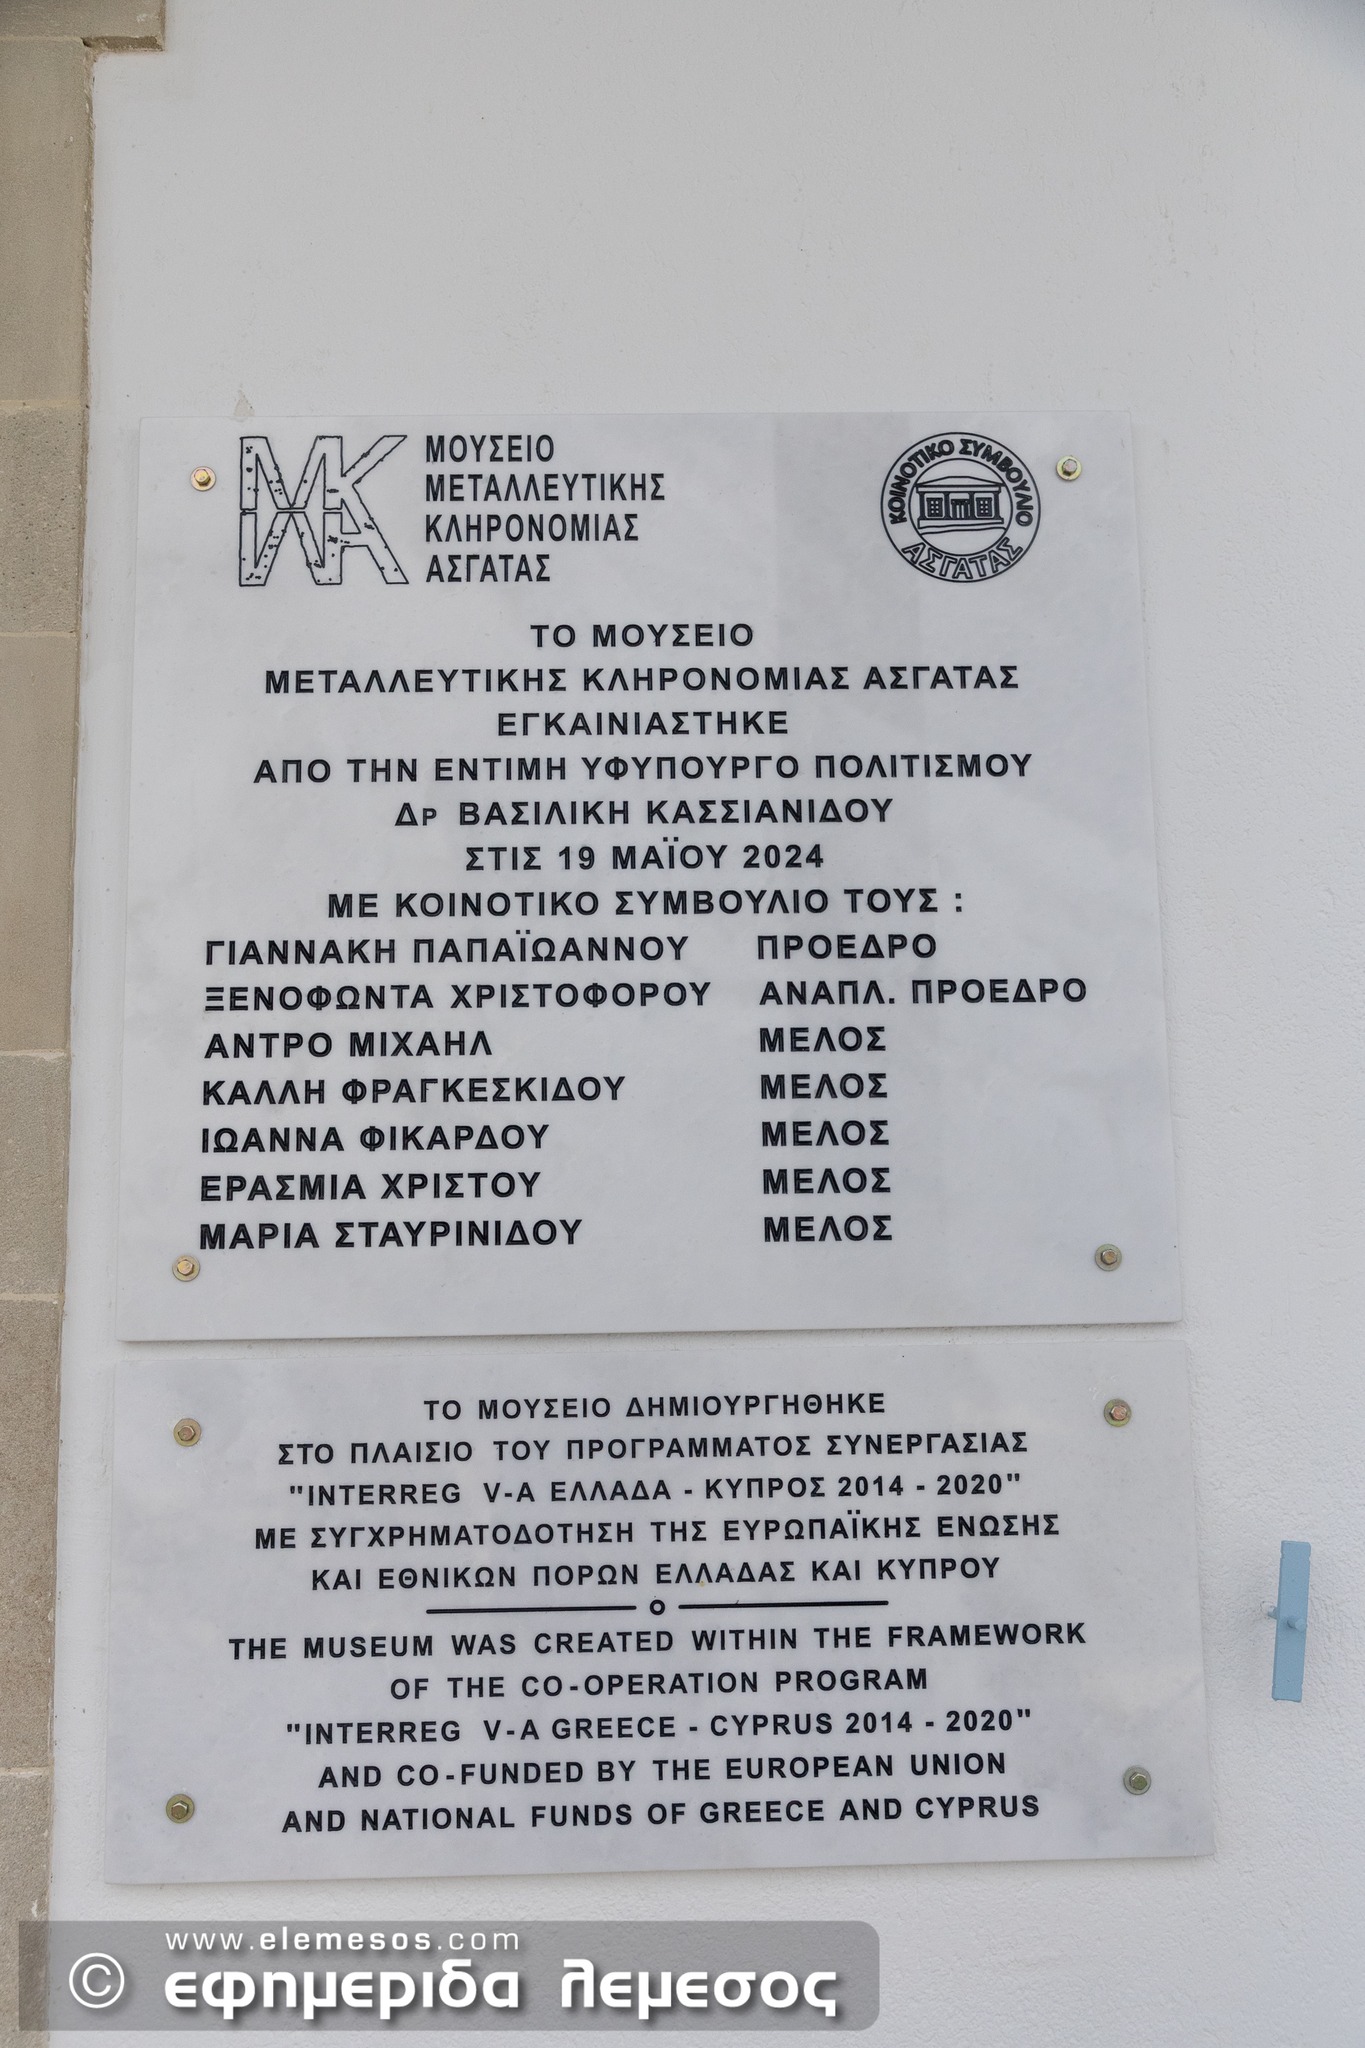 ΜΟΥΣΕΙΟ
ΜΕΤΑΛΛΕΥΤΙΚΗΣ
ΚΛΗΡΟΝΟΜΙΑΣ
ΑΣΓΑΤΑΣ
ΚΟΙΝΟΤΙΚΟ ΣΥΜΒΟΥΛΙΟ
ΑΣΓΑΤΑΣ
ΤΟ ΜΟΥΣΕΙΟ
ΜΕΤΑΛΛΕΥΤΙΚΗΣ ΚΛΗΡΟΝΟΜΙΑΣ ΑΣΓΑΤΑΣ
ΕΓΚΑΙΝΙΑΣΤΗΚΕ
ΑΠΟ ΤΗΝ ΕΝΤΙΜΗ ΥΦΥΠΟΥΡΓΟ ΠΟΛΙΤΙΣΜΟΥ
ΔΡ ΒΑΣΙΛΙΚΗ ΚΑΣΣΙΑΝΙΔΟΥ
ΣΤΙΣ 19 ΜΑΪΟΥ 2024
ΜΕ ΚΟΙΝΟΤΙΚΟ ΣΥΜΒΟΥΛΙΟ ΤΟΥΣ :
ΓΙΑΝΝΑΚΗ ΠΑΠΑΪΩΑΝΝΟΥ ΠΡΟΕΔΡΟ
ΞΕΝΟΦΩΝΤΑ ΧΡΙΣΤΟΦΟΡΟΥ ΑΝΑΠΛ. ΠΡΟΕΔΡΟ
ΑΝΤΡΟ ΜΙΧΑΗΛ ΜΕΛΟΣ
ΚΑΛΛΗ ΦΡΑΓΚΕΣΚΙΔΟΥ ΜΕΛΟΣ
ΙΩΑΝΝΑ ΦΙΚΑΡΔΟΥ ΜΕΛΟΣ
ΕΡΑΣΜΙΑ ΧΡΙΣΤΟΥ ΜΕΛΟΣ
ΜΑΡΙΑ ΣΤΑΥΡΙΝΙΔΟΥ ΜΕΛΟΣ
ΤΟ ΜΟΥΣΕΙΟ ΔΗΜΙΟΥΡΓΗΘΗΚΕ
ΣΤΟ ΠΛΑΙΣΙΟ ΤΟΥ ΠΡΟΓΡΑΜΜΑΤΟΣ ΣΥΝΕΡΓΑΣΙΑΣ
"INTERREG V-A ΕΛΛΑΔΑ - ΚΥΠΡΟΣ 2014 - 2020"
ΜΕ ΣΥΓΧΡΗΜΑΤΟΔΟΤΗΣΗ ΤΗΣ ΕΥΡΩΠΑΪΚΗΣ ΕΝΩΣΗΣ
ΚΑΙ ΕΘΝΙΚΩΝ ΠΟΡΩΝ ΕΛΛΑΔΑΣ ΚΑΙ ΚΥΠΡΟΥ
THE MUSEUM WAS CREATED WITHIN THE FRAMEWORK
OF THE CO-OPERATION PROGRAM
"INTERREG V-A GREECE - CYPRUS 2014 - 2020"
AND CO-FUNDED BY THE EUROPEAN UNION
AND NATIONAL FUNDS OF GREECE AND CYPRUS
www.elemesos.com
© εφημεριδα λεμεσος